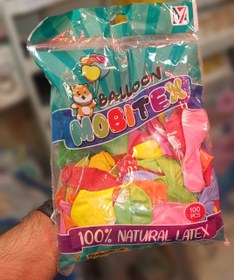 BALLOON
MOBITEX
100
PCS
100% NATURAL LATEX